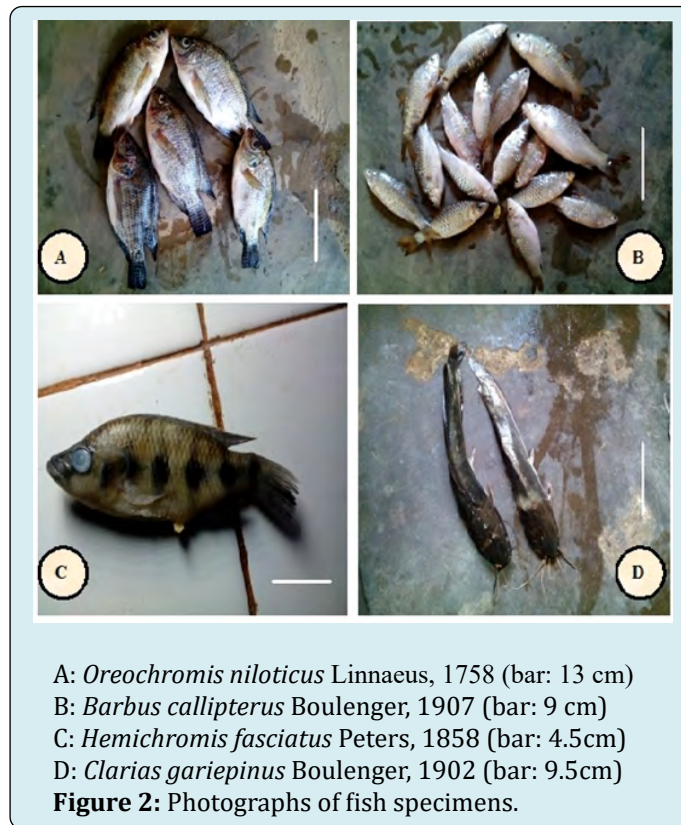 A
B
C
D
A: Oreochromis niloticus Linnaeus, 1758 (bar: 13 cm)
B: Barbus callipterus Boulenger, 1907 (bar: 9 cm)
C: Hemichromis fasciatus Peters, 1858 (bar: 4.5cm)
D: Clarias gariepinus Boulenger, 1902 (bar: 9.5cm)
Figure 2: Photographs of fish specimens.